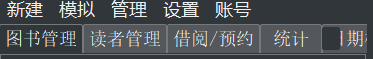 新建 模拟 管理 设置 账号
图书管理 读者管理 借阅/预约 统计 期